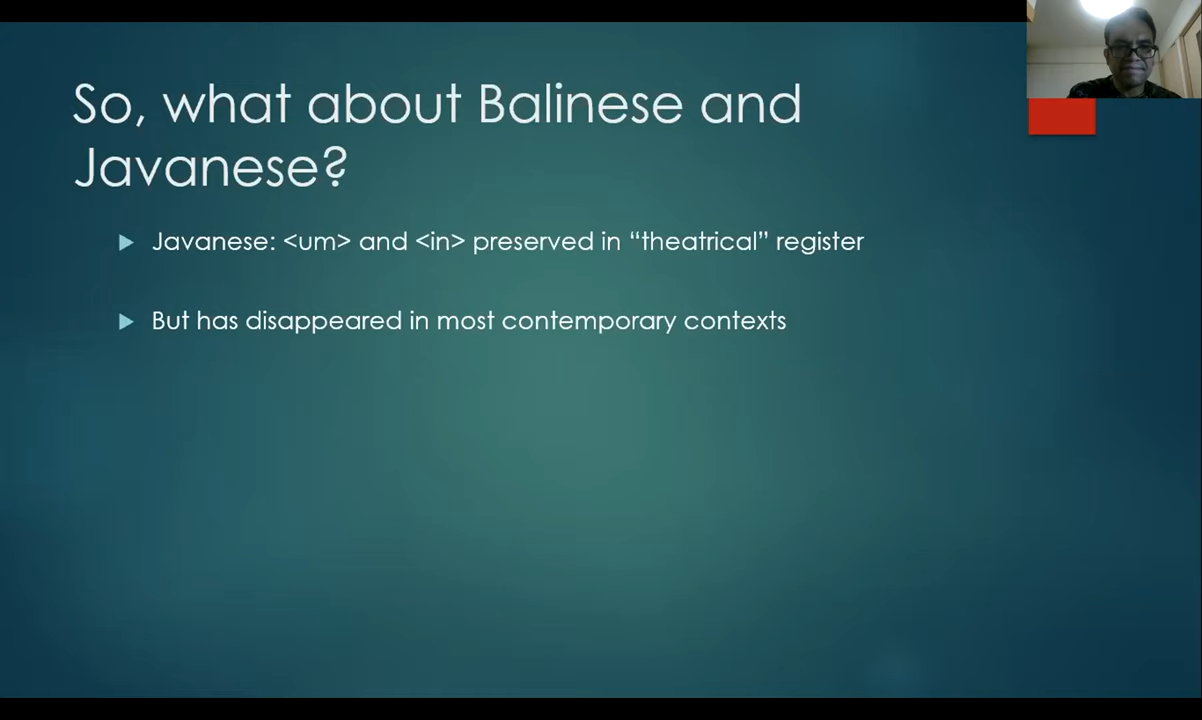 So, what about Balinese and
Javanese?
Javanese: <um> and <in> preserved in “theatrical” register
But has disappeared in most contemporary contexts